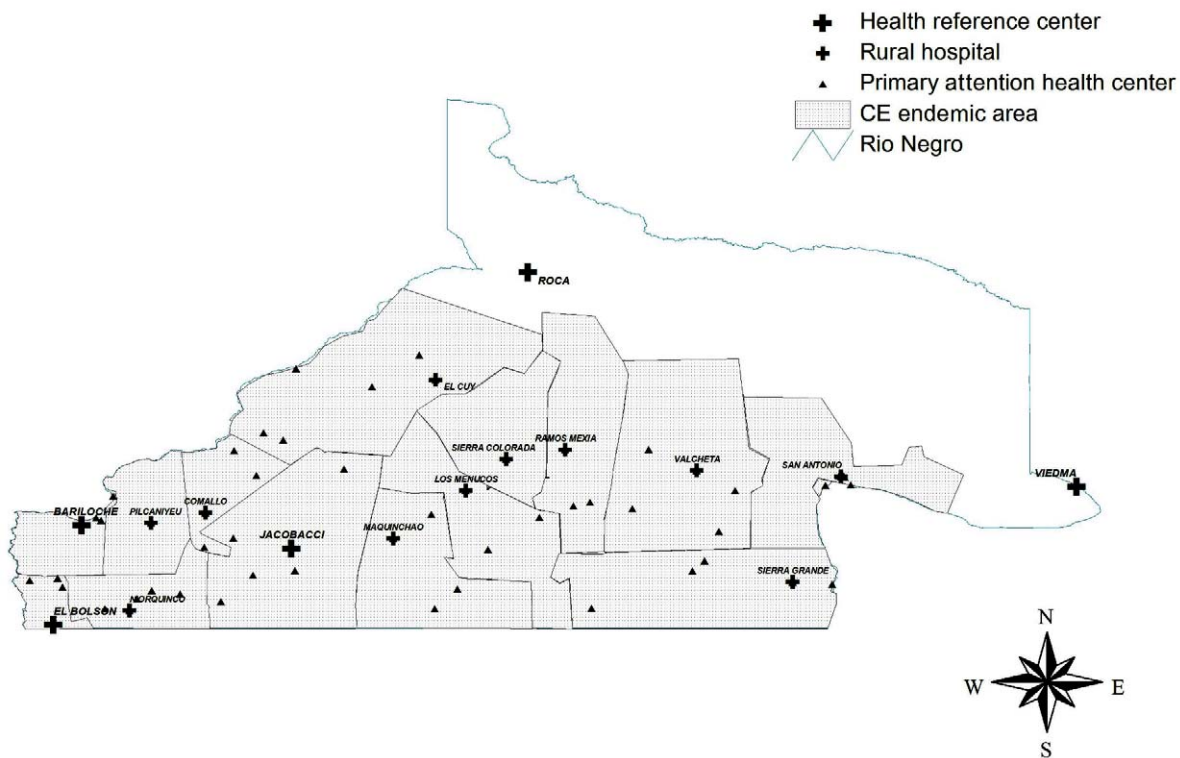 Health reference center
Rural hospital
Primary attention health center
CE endemic area
Rio Negro
ROCA
EL CUY
RAMOS MEXIA
SIERRA COLORADA
VALCHETA
SAN ANTONIO
VIEDMA
LOS MENUCOS
COMALLO
BARILOCHE
PILCANIYEU
MAQUINCHAO
JACOBACCI
SIERRA GRANDE
ÑORQUINCO
EL BOLSON
N
W
E
S